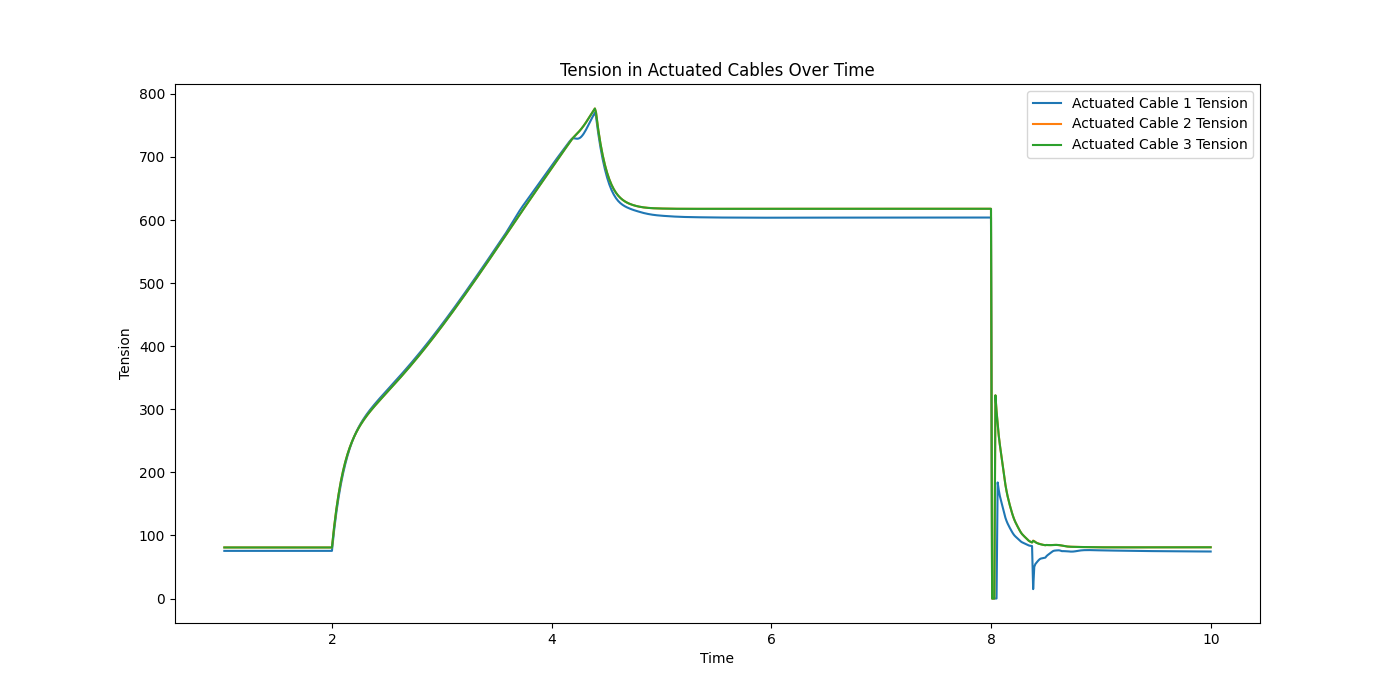 Tension in Actuated Cables Over Time
800
700
600
500
400
300
200
100
0
Tension
2
4
6
8
10
Time
Actuated Cable 1 Tension
Actuated Cable 2 Tension
Actuated Cable 3 Tension